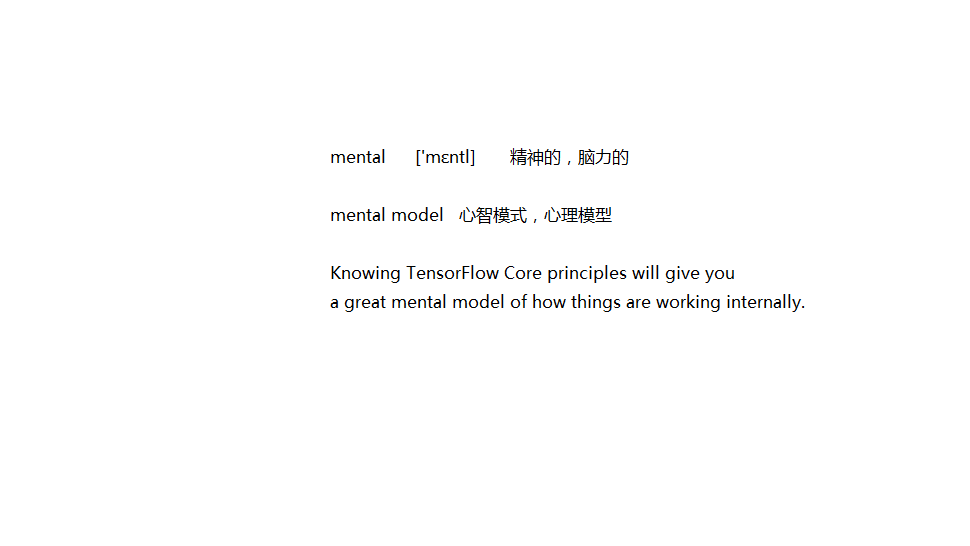 mental ['mɛntl] 精神的，脑力的
mental model 心智模式，心理模型
Knowing TensorFlow Core principles will give you
a great mental model of how things are working internally.